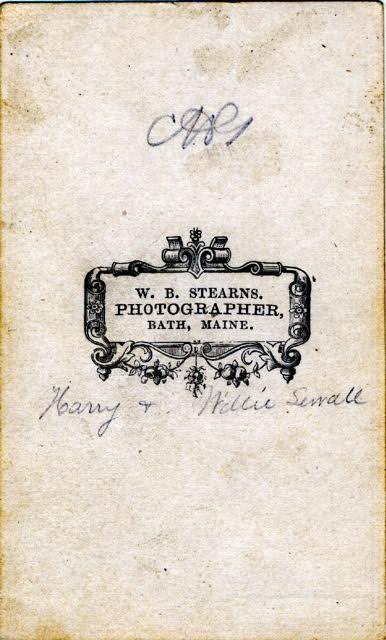 W. B. STEARNS.
PHOTOGRAPHER,
BATH, MAINE.
Harry + Willie Sewall